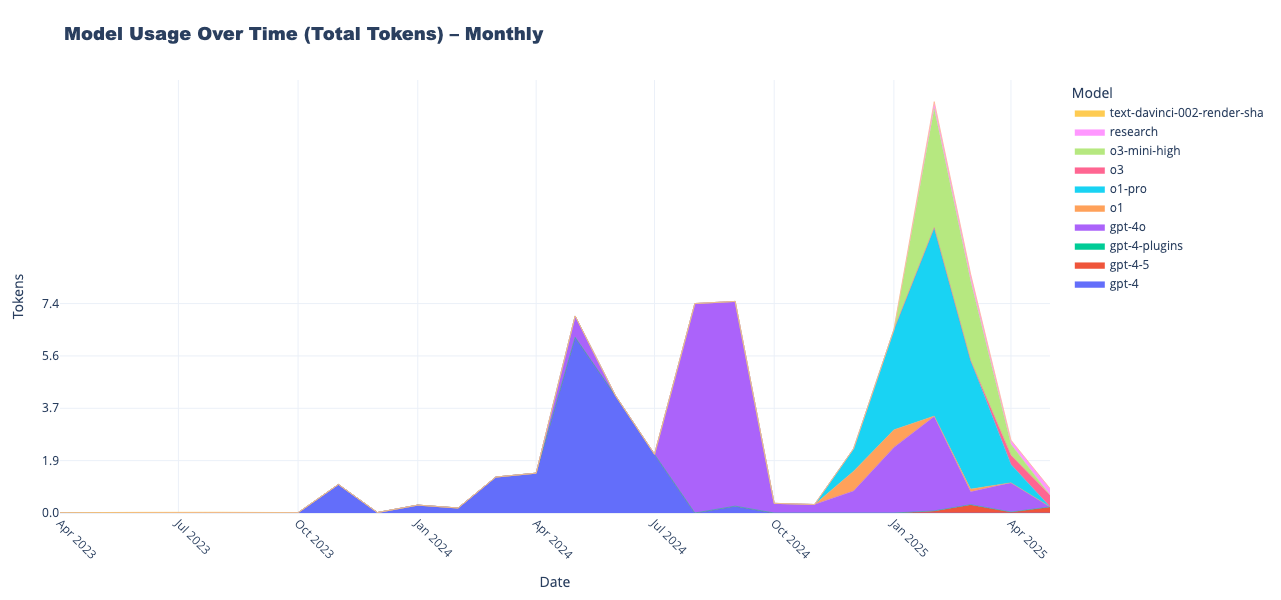 Model Usage Over Time (Total Tokens) – Monthly
Model
text-davinci-002-render-sha
research
o3-mini-high
o3
o1-pro
o1
gpt-4o
gpt-4-plugins
gpt-4-5
gpt-4
Tokens
7.4
5.6
3.7
1.9
0.0
Apr 2023
Jul 2023
Oct 2023
Jan 2024
Apr 2024
Jul 2024
Oct 2024
Jan 2025
Apr 2025
Date